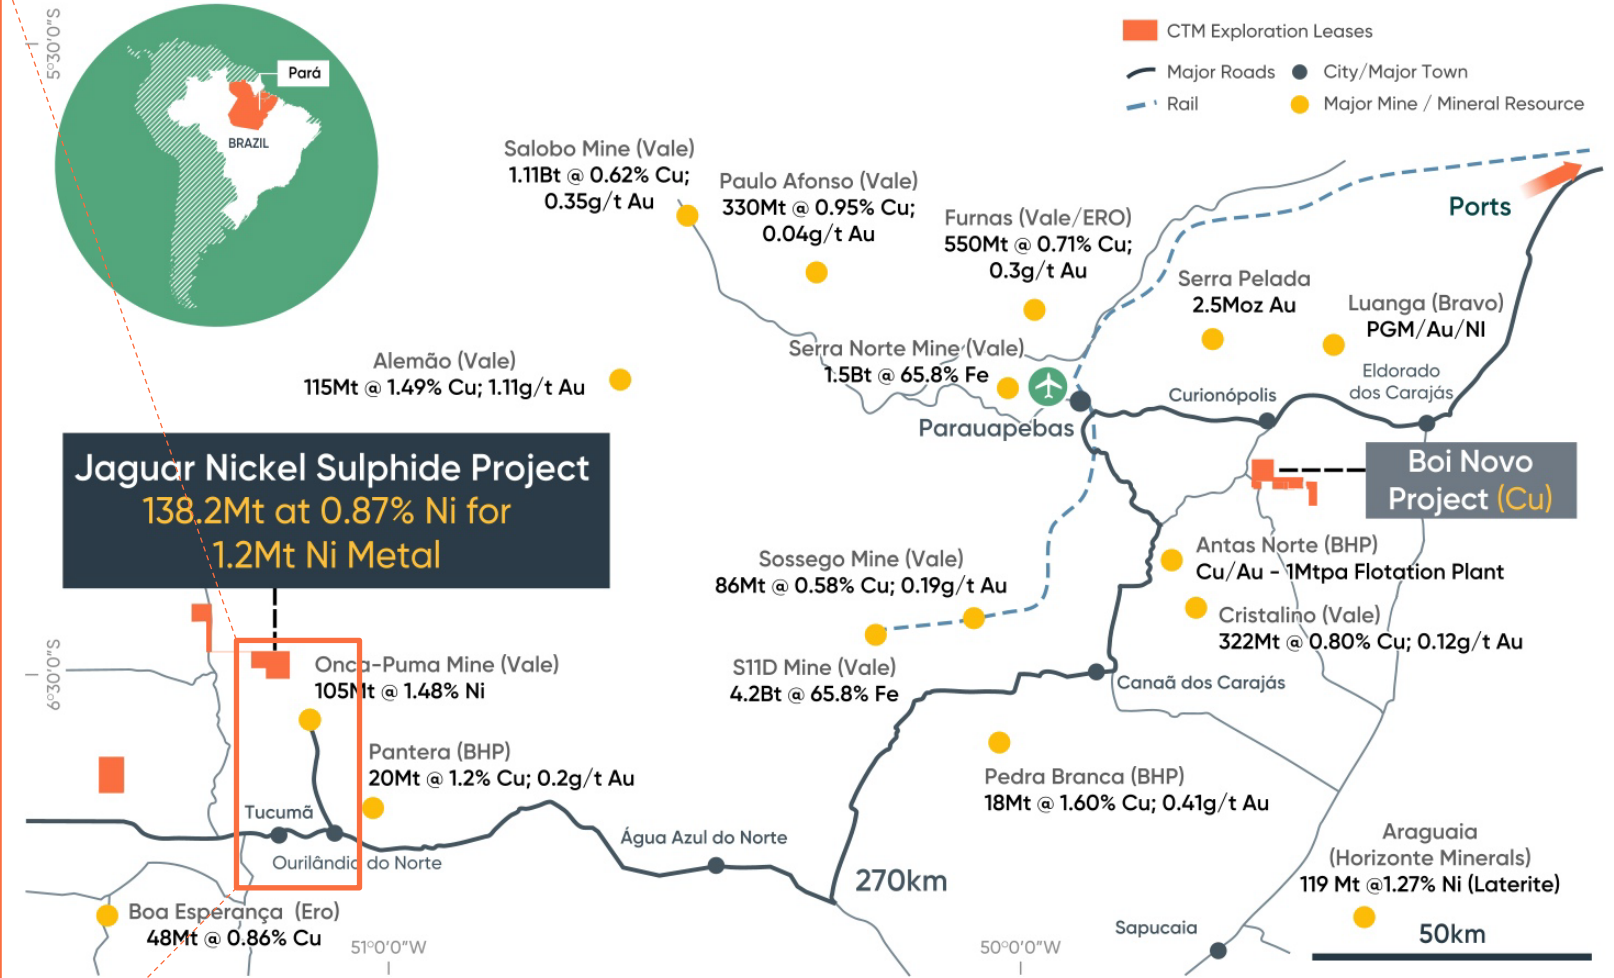 5°30'0"S
Pará
BRAZIL
CTM Exploration Leases
Major Roads
City/Major Town
Rail
Major Mine / Mineral Resource
Salobo Mine (Vale)
1.11Bt @ 0.62% Cu;
0.35g/t Au
Paulo Afonso (Vale)
330Mt @ 0.95% Cu;
0.04g/t Au
Furnas (Vale/ERO)
550Mt @ 0.71% Cu;
0.3g/t Au
Ports
Serra Pelada
2.5Moz Au
Luanga (Bravo)
PGM/Au/NI
Alemão (Vale)
115Mt @ 1.49% Cu; 1.11g/t Au
Serra Norte Mine (Vale)
1.5Bt @ 65.8% Fe
Parauapebas
Curionópolis
Eldorado
dos Carajás
Jaguar Nickel Sulphide Project
138.2Mt at 0.87% Ni for
1.2Mt Ni Metal
Boi Novo
Project (Cu)
Sossego Mine (Vale)
86Mt @ 0.58% Cu; 0.19g/t Au
Antas Norte (BHP)
Cu/Au - 1Mtpa Flotation Plant
Cristalino (Vale)
322Mt @ 0.80% Cu; 0.12g/t Au
6°30'0"S
Onca-Puma Mine (Vale)
105Mt @ 1.48% Ni
S11D Mine (Vale)
4.2Bt @ 65.8% Fe
Canaã dos Carajás
Pantera (BHP)
20Mt @ 1.2% Cu; 0.2g/t Au
Pedra Branca (BHP)
18Mt @ 1.60% Cu; 0.41g/t Au
Tucumã
Ourilândia do Norte
Água Azul do Norte
270km
Araguaia
(Horizonte Minerals)
119 Mt @1.27% Ni (Laterite)
Boa Esperança (Ero)
48Mt @ 0.86% Cu
51°0'0"W
50°0'0"W
Sapucaia
50km